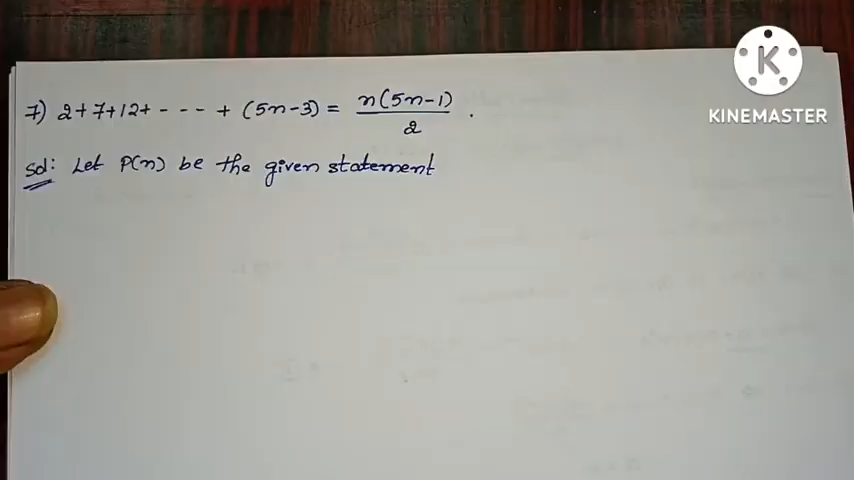 7) 2+7+12+ - - - - + (5n-3) = n(5n-1)/2 .
Sol: Let P(n) be the given statement
K
KINEMASTER